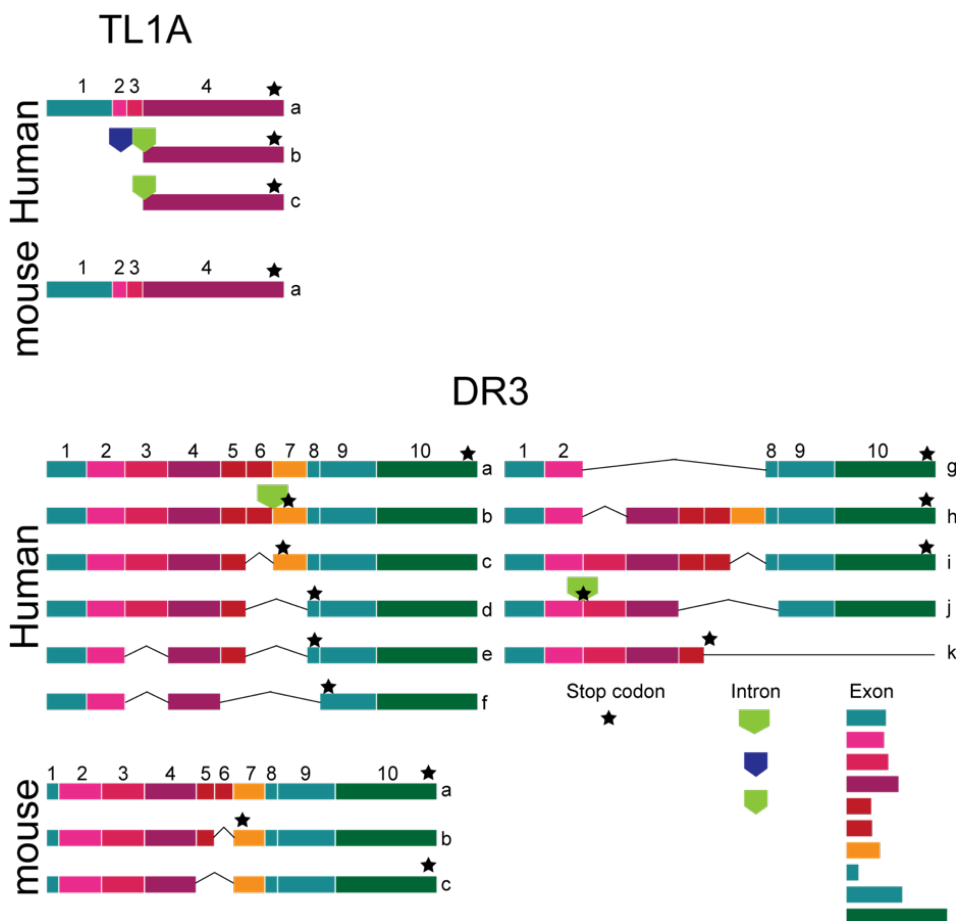 TL1A
Human
1 2 3 4
a
b
c
mouse
1 2 3 4
a
DR3
Human
1 2 3 4 5 6 7 8 9 10
a
b
c
d
e
f
1 2 8 9 10
g
h
i
j
k
Stop codon Intron Exon
mouse
1 2 3 4 5 6 7 8 9 10
a
b
c